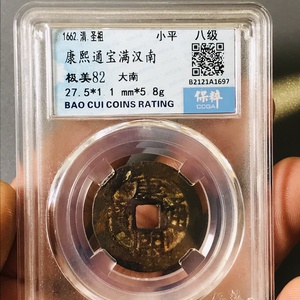 1662.清.圣祖 小平 八级
康熙通宝满汉南
极美82 大南
27.5*1.1 mm*5.8g
BAO CUI COINS RATING
B2121A1697
保粹